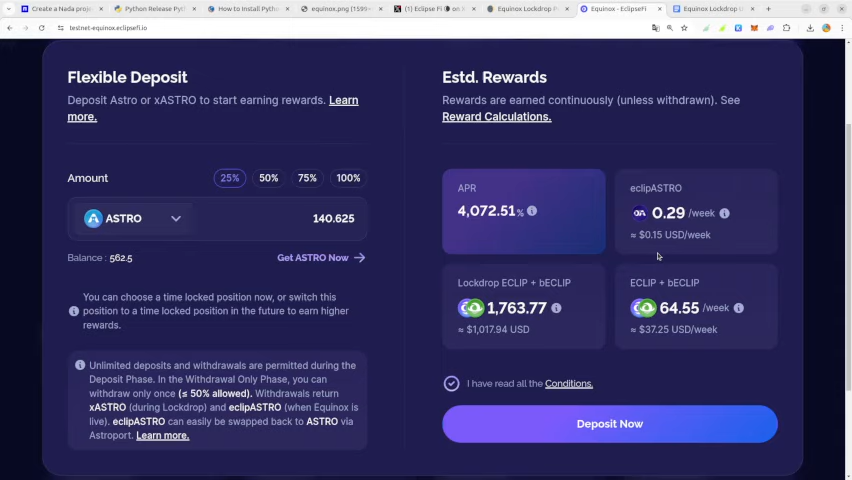 Create a Nada proje
Python Release Pyth
How to Install Python
equinox.png (1595×
Eclipse Fi
on X
Equinox Lockdrop P
Equinox - EclipseFi
Equinox Lockdrop G
testnet-equinox.eclipsefi.io
Flexible Deposit
Deposit Astro or xASTRO to start earning rewards. Learn
more.
Amount
25%
50%
75%
100%
ASTRO
140.625
Balance : 562.5
Get ASTRO Now →
You can choose a time locked position now, or switch this
position to a time locked position in the future to earn higher
rewards.
Unlimited deposits and withdrawals are permitted during the
Deposit Phase. In the Withdrawal Only Phase, you can
withdraw only once (≤ 50% allowed). Withdrawals return
xASTRO (during Lockdrop) and eclipASTRO (when Equinox is
live). eclipASTRO can easily be swapped back to ASTRO via
Astroport. Learn more.
Estd. Rewards
Rewards are earned continuously (unless withdrawn). See
Reward Calculations.
APR
4,072.51%
eclipASTRO
0.29 /week
≈ $0.15 USD/week
Lockdrop ECLIP + bECLIP
1,763.77
≈ $1,017.94 USD
ECLIP + bECLIP
64.55 /week
≈ $37.25 USD/week
I have read all the Conditions.
Deposit Now